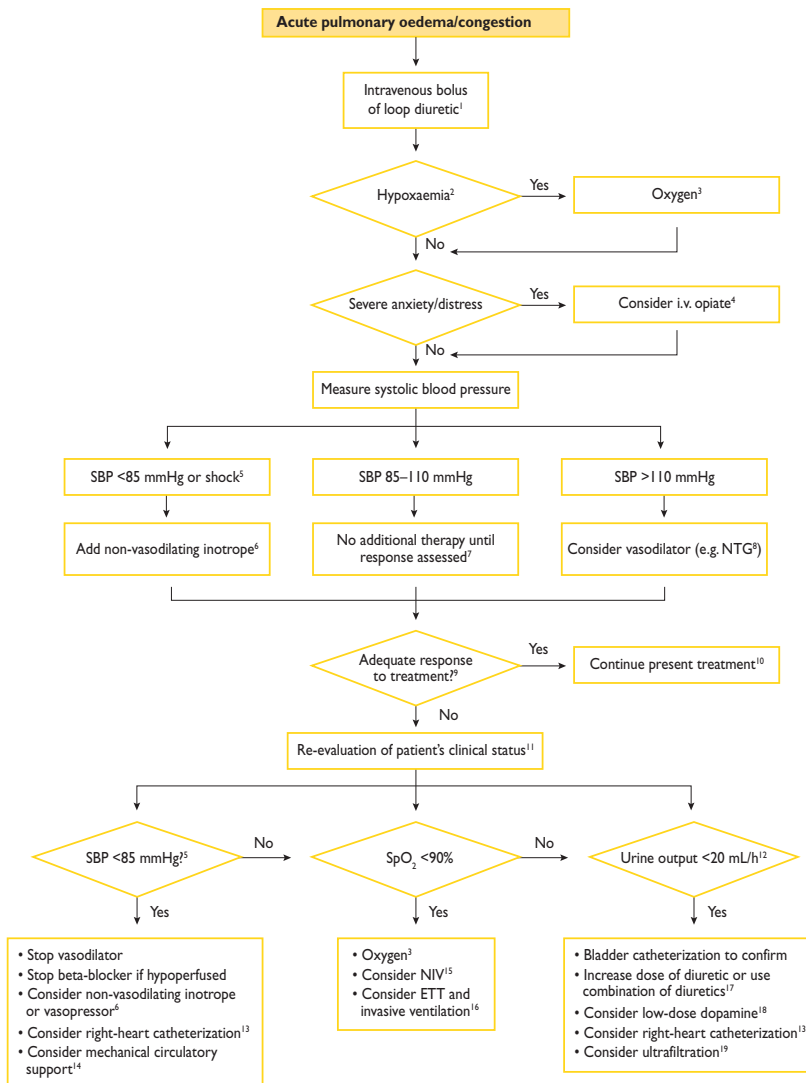 Acute pulmonary oedema/congestion
Intravenous bolus
of loop diuretic¹
Hypoxaemia²
Yes
Oxygen³
No
Severe anxiety/distress
Yes
Consider i.v. opiate⁴
No
Measure systolic blood pressure
SBP <85 mmHg or shock⁵
SBP 85–110 mmHg
SBP >110 mmHg
Add non-vasodilating inotrope⁶
No additional therapy until
response assessed⁷
Consider vasodilator (e.g. NTG⁸)
Adequate response
to treatment?⁹
Yes
Continue present treatment¹⁰
No
Re-evaluation of patient’s clinical status¹¹
SBP <85 mmHg?⁵
No
SpO₂ <90%
No
Urine output <20 mL/h¹²
Yes
Yes
Yes
• Stop vasodilator
• Stop beta-blocker if hypoperfused
• Consider non-vasodilating inotrope
or vasopressor⁶
• Consider right-heart catheterization¹³
• Consider mechanical circulatory
support¹⁴
• Oxygen³
• Consider NIV¹⁵
• Consider ETT and
invasive ventilation¹⁶
• Bladder catheterization to confirm
• Increase dose of diuretic or use
combination of diuretics¹⁷
• Consider low-dose dopamine¹⁸
• Consider right-heart catheterization¹³
• Consider ultrafiltration¹⁹